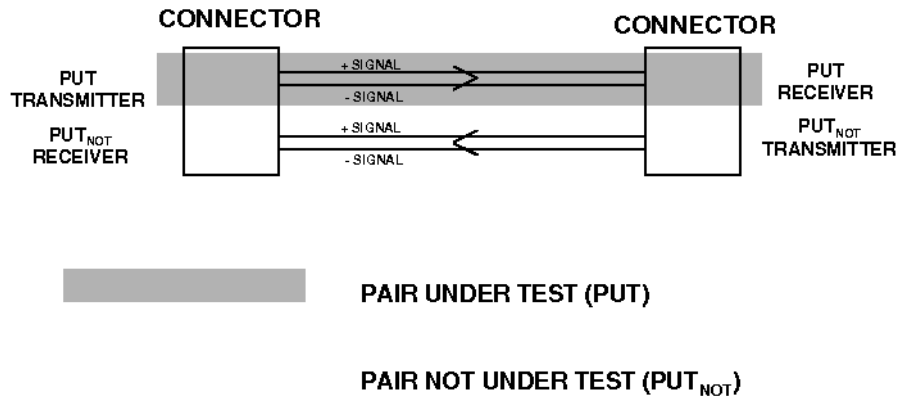 CONNECTOR
CONNECTOR
PUT
TRANSMITTER
+ SIGNAL
- SIGNAL
PUT
RECEIVER
PUTNOT
RECEIVER
+ SIGNAL
- SIGNAL
PUTNOT
TRANSMITTER
PAIR UNDER TEST (PUT)
PAIR NOT UNDER TEST (PUTNOT)